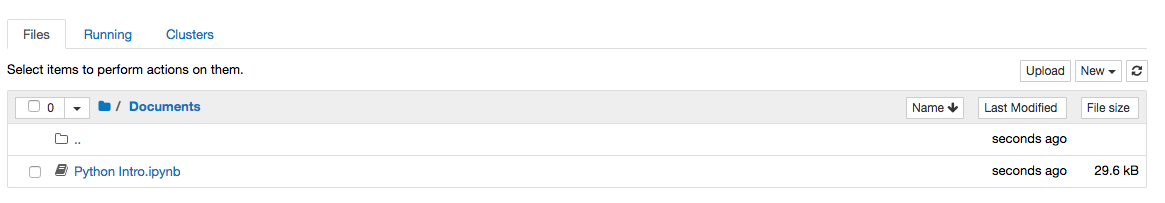 Files Running Clusters
Select items to perform actions on them. Upload New
0 / Documents Name Last Modified File size
.. seconds ago
Python Intro.ipynb seconds ago 29.6 kB